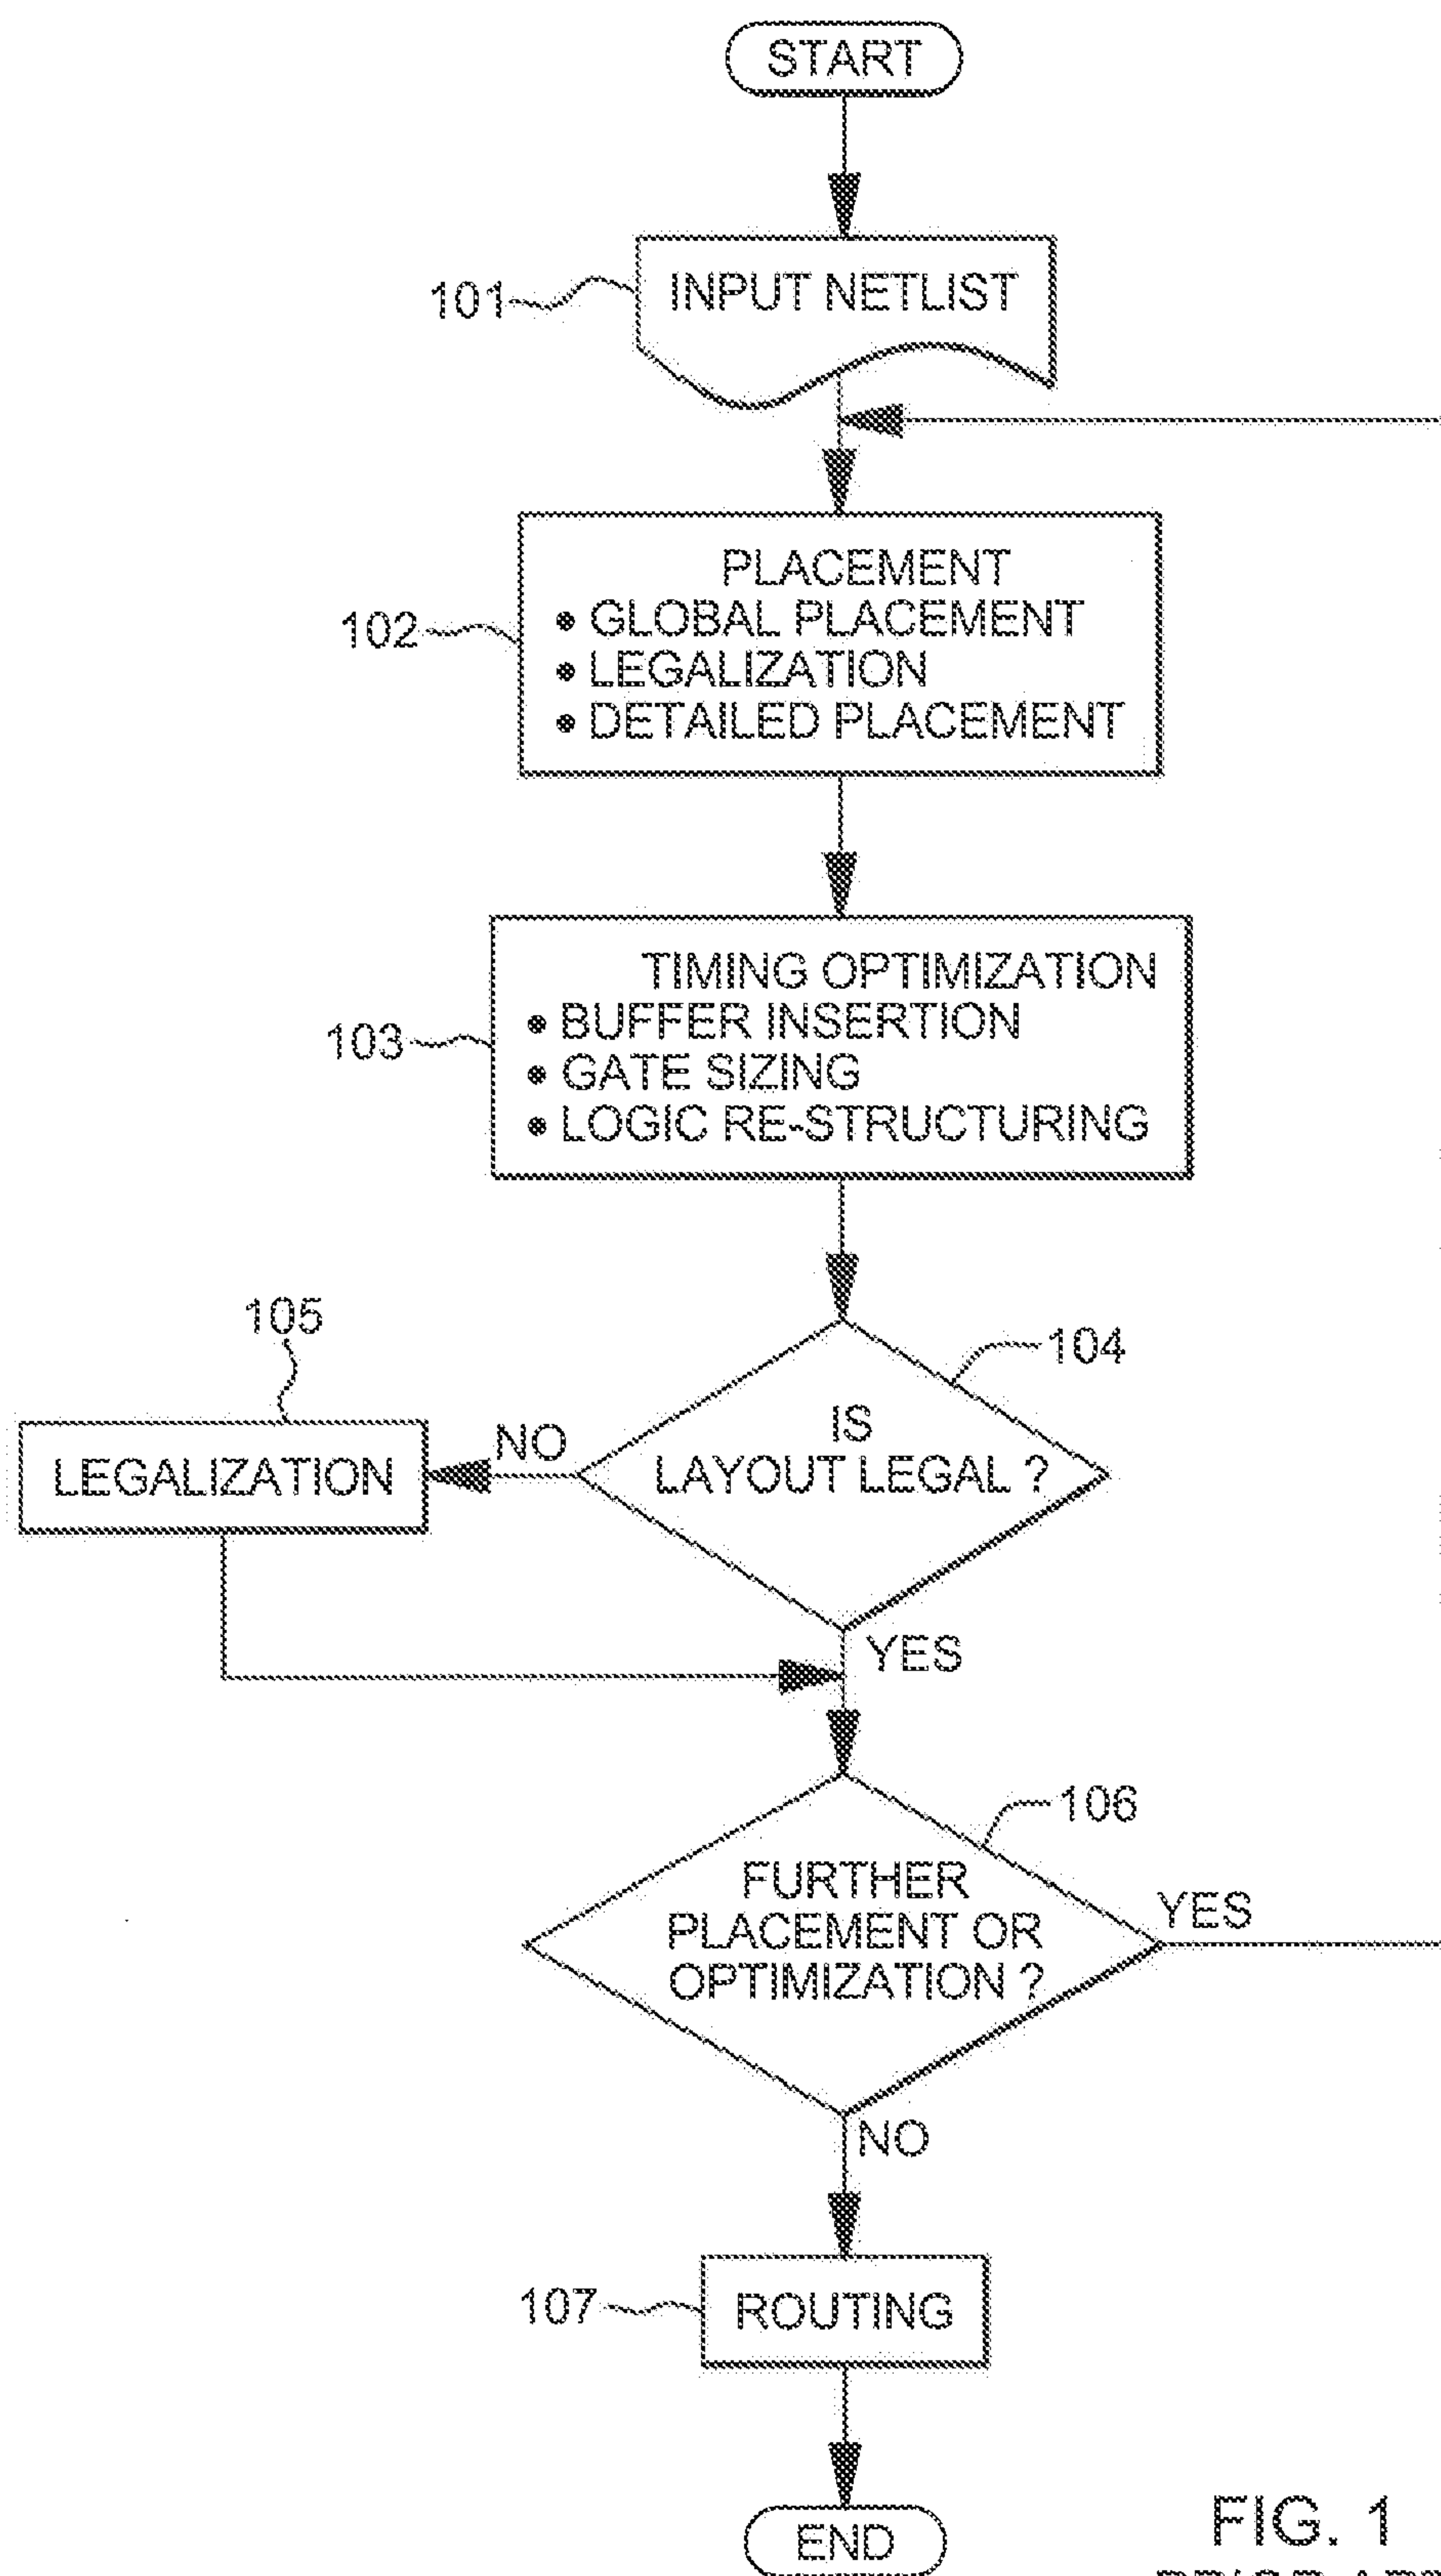 START
101
INPUT NETLIST
PLACEMENT
102
• GLOBAL PLACEMENT
• LEGALIZATION
• DETAILED PLACEMENT
TIMING OPTIMIZATION
103
• BUFFER INSERTION
• GATE SIZING
• LOGIC RE-STRUCTURING
105
104
LEGALIZATION
NO
IS
LAYOUT LEGAL ?
YES
106
FURTHER
PLACEMENT OR
OPTIMIZATION ?
YES
NO
107
ROUTING
END
FIG. 1